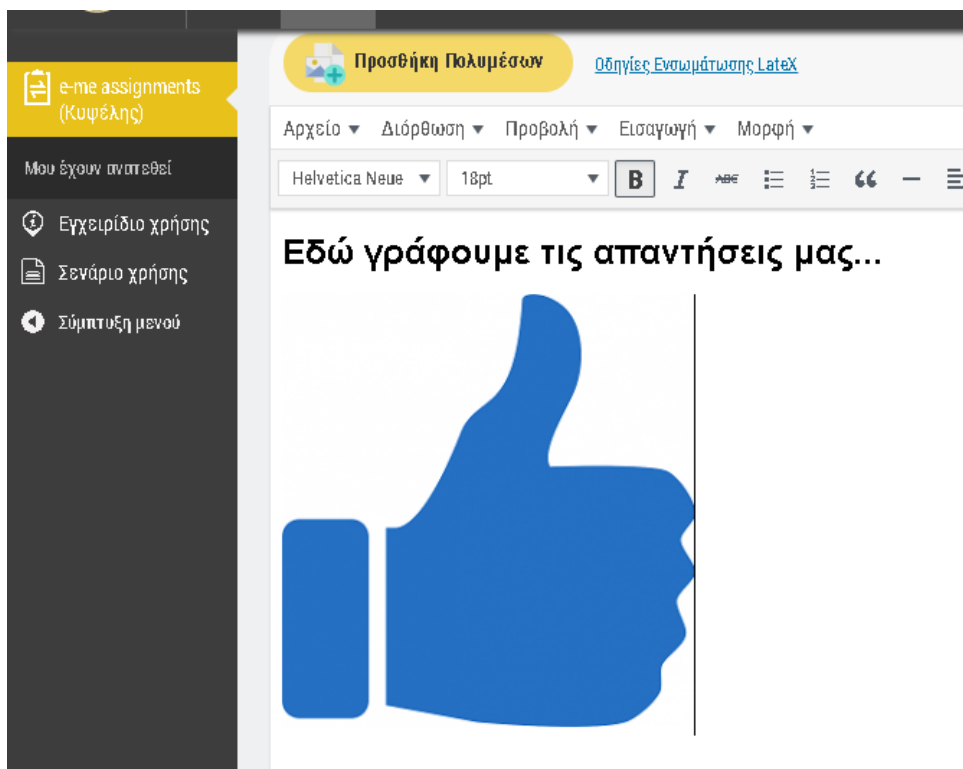 Προσθήκη Πολυμέσων
Οδηγίες Ενσωμάτωσης LateX
e-me assignments
(Κυψέλης)
Αρχείο Διόρθωση Προβολή Εισαγωγή Μορφή
Μου έχουν ανατεθεί
Helvetica Neue 18pt B I ABE
Εγχειρίδιο χρήσης
Εδώ γράφουμε τις απαντήσεις μας...
Σενάριο χρήσης
Σύμπτυξη μενού